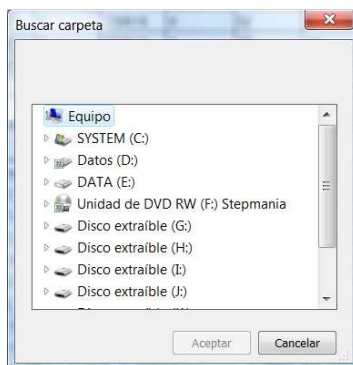 Buscar carpeta
Equipo
SYSTEM (C:)
Datos (D:)
DATA (E:)
Unidad de DVD RW (F:) Stepmania
Disco extraíble (G:)
Disco extraíble (H:)
Disco extraíble (I:)
Disco extraíble (J:)
Aceptar
Cancelar